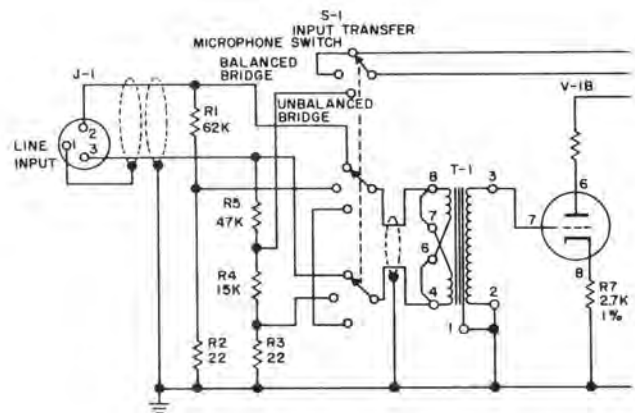 S-1
INPUT TRANSFER
MICROPHONE SWITCH
BALANCED
BRIDGE
UNBALANCED
BRIDGE
J-1
V-1B
R1
62K
2
1
3
LINE
INPUT
R5
47K
R4
15K
R2
22
R3
22
8
T-1
3
7
6
4
2
1
6
7
8
R7
2.7K
1%